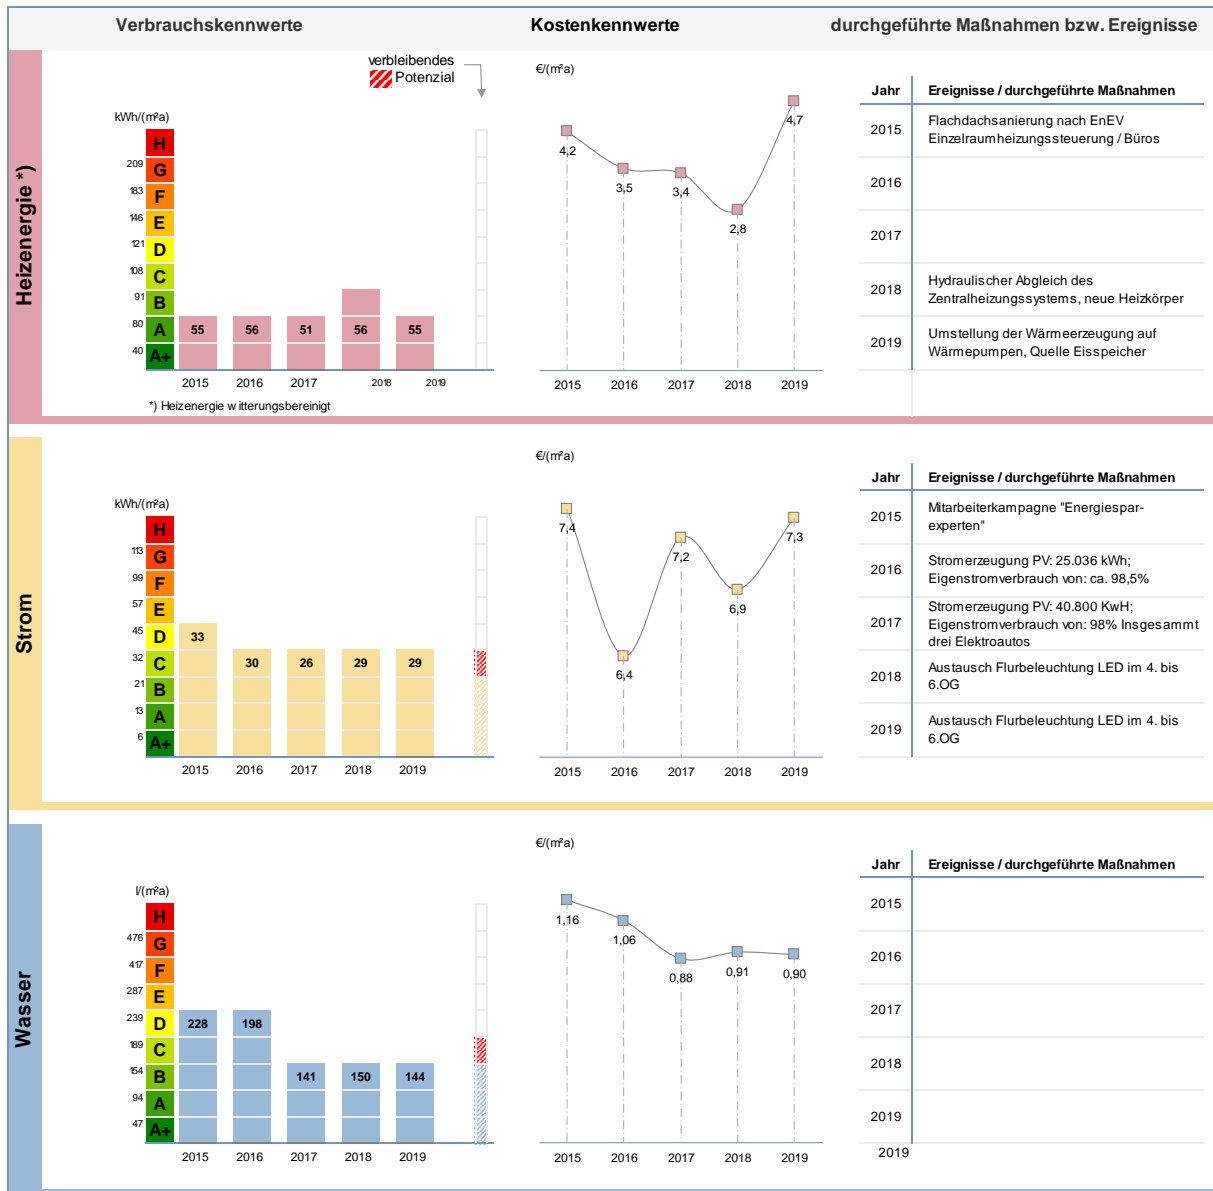 Verbrauchskennwerte
Kostenkennwerte
durchgeführte Maßnahmen bzw. Ereignisse
Heizenergie *)
verbleibendes
Potenzial
kWh/(m²a)
H
209
G
183
F
146
E
121
D
108
C
91
B
80
A
40
A+
55
56
51
56
55
2015
2016
2017
2018
2019
*) Heizenergie witterungsbereinigt
€/(m²a)
4,2
3,5
3,4
2,8
4,7
2015
2016
2017
2018
2019
Jahr
Ereignisse / durchgeführte Maßnahmen
2015
Flachdachsanierung nach EnEV
Einzelraumheizungssteuerung / Büros
2016
2017
2018
Hydraulischer Abgleich des
Zentralheizungssystems, neue Heizkörper
2019
Umstellung der Wärmeerzeugung auf
Wärmepumpen, Quelle Eisspeicher
Strom
kWh/(m²a)
H
113
G
99
F
57
E
45
D
32
C
21
B
13
A
6
A+
33
30
26
29
29
2015
2016
2017
2018
2019
€/(m²a)
7,4
6,4
7,2
6,9
7,3
2015
2016
2017
2018
2019
Jahr
Ereignisse / durchgeführte Maßnahmen
2015
Mitarbeiterkampagne "Energiespar-
experten"
2016
Stromerzeugung PV: 25.036 kWh;
Eigenstromverbrauch von: ca. 98,5%
2017
Stromerzeugung PV: 40.800 KwH;
Eigenstromverbrauch von: 98% Insgesammt
drei Elektroautos
2018
Austausch Flurbeleuchtung LED im 4. bis
6.OG
2019
Austausch Flurbeleuchtung LED im 4. bis
6.OG
Wasser
l/(m²a)
H
476
G
417
F
287
E
239
D
189
C
154
B
94
A
47
A+
228
198
141
150
144
2015
2016
2017
2018
2019
€/(m²a)
1,16
1,06
0,88
0,91
0,90
2015
2016
2017
2018
2019
Jahr
Ereignisse / durchgeführte Maßnahmen
2015
2016
2017
2018
2019
2019